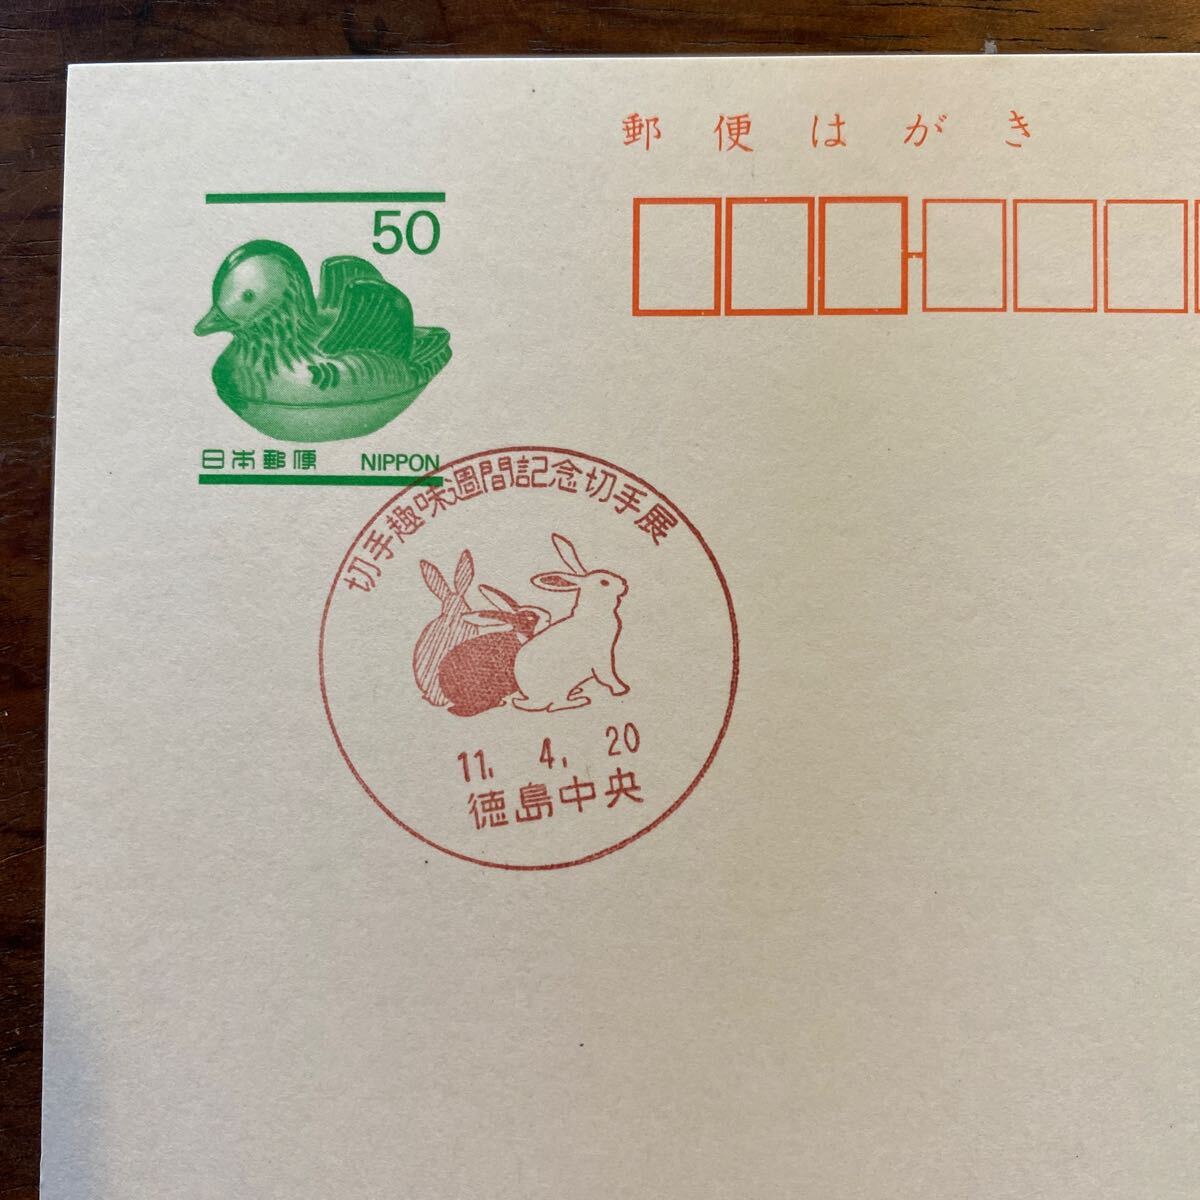 郵便はがき
50
日本郵便 NIPPON
切手趣味週間記念切手展
11. 4. 20
徳島中央